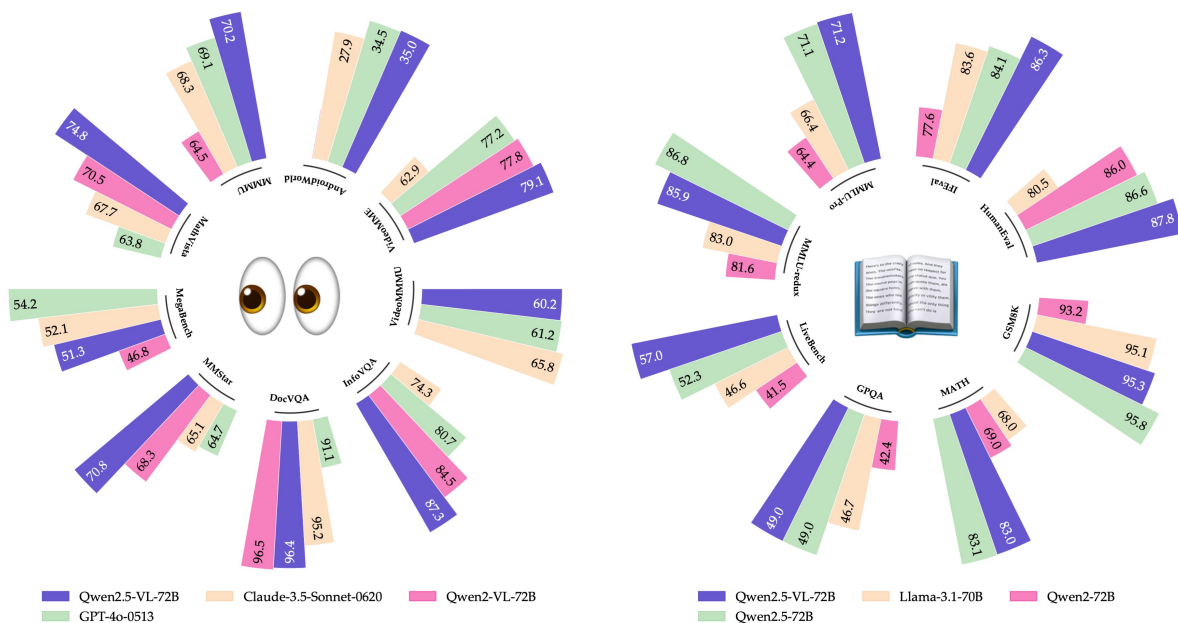 70.2
69.1
68.3
64.5
MMMU
27.9
34.5
35.0
AndroidWorld
77.2
77.8
79.1
62.9
VideoMME
74.8
70.5
67.7
63.8
MathVista
54.2
52.1
51.3
46.8
MegaBench
60.2
61.2
65.8
VideoMMMU
70.8
68.3
65.1
64.7
MMStar
96.5
96.4
95.2
91.1
DocVQA
74.3
80.7
84.5
87.3
InfoVQA
Qwen2.5-VL-72B
Claude-3.5-Sonnet-0620
Qwen2-VL-72B
GPT-4o-0513
71.2
71.1
66.4
64.4
MMLU-Pro
77.6
83.6
84.1
86.3
IFEval
86.8
85.9
83.0
81.6
MMLU-redux
80.5
86.0
86.6
87.8
HumanEval
57.0
52.3
46.6
41.5
LiveBench
93.2
95.1
95.3
95.8
GSM8K
49.0
49.0
46.7
42.4
GPQA
83.1
83.0
69.0
68.0
MATH
Qwen2.5-VL-72B
Llama-3.1-70B
Qwen2-72B
Qwen2.5-72B